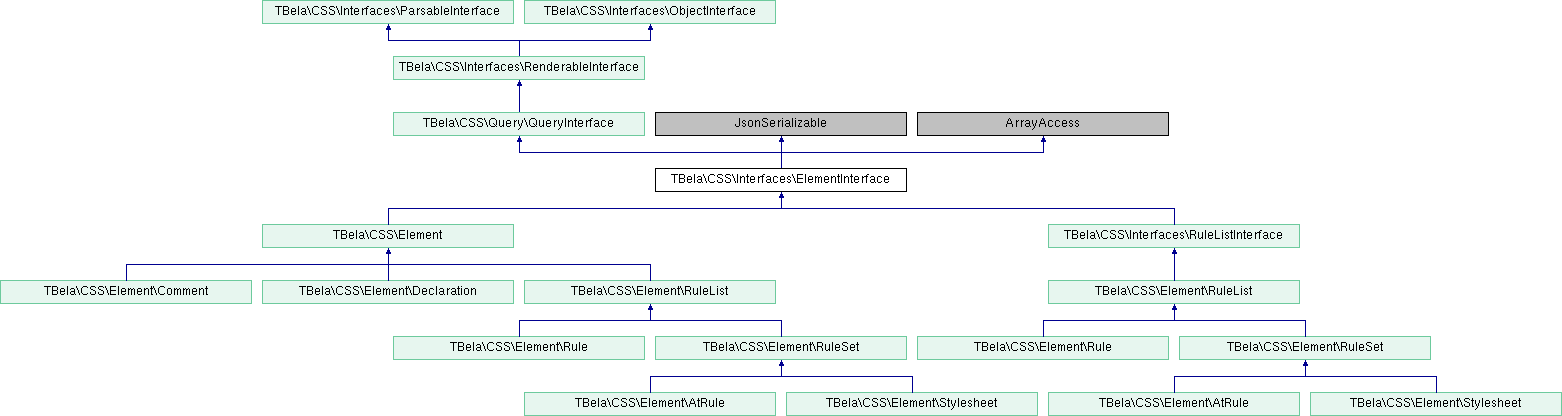 TBela\CSS\Interfaces\ParsableInterface
TBela\CSS\Interfaces\ObjectInterface
TBela\CSS\Interfaces\RenderableInterface
TBela\CSS\Query\QueryInterface
JsonSerializable
ArrayAccess
TBela\CSS\Interfaces\ElementInterface
TBela\CSS\Element
TBela\CSS\Interfaces\RuleListInterface
TBela\CSS\Element\Comment
TBela\CSS\Element\Declaration
TBela\CSS\Element\RuleList
TBela\CSS\Element\RuleList
TBela\CSS\Element\Rule
TBela\CSS\Element\RuleSet
TBela\CSS\Element\Rule
TBela\CSS\Element\RuleSet
TBela\CSS\Element\AtRule
TBela\CSS\Element\Stylesheet
TBela\CSS\Element\AtRule
TBela\CSS\Element\Stylesheet